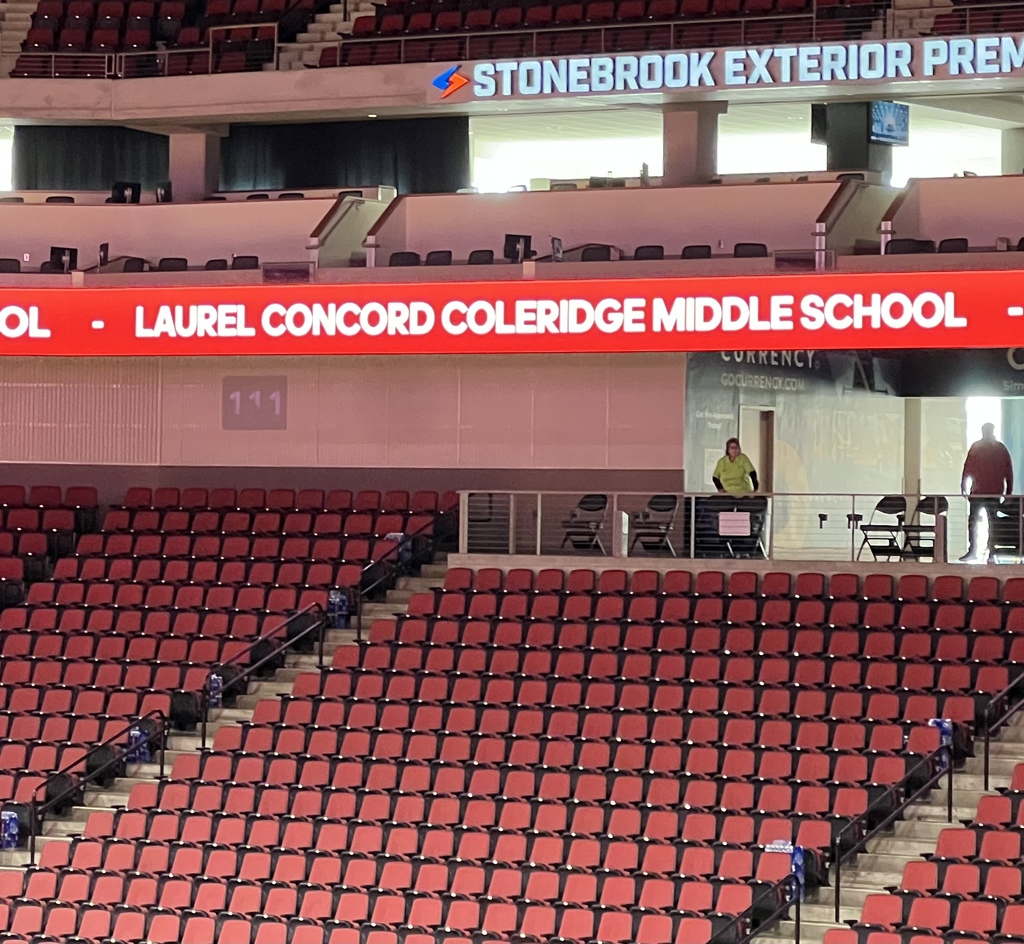 STONEBROOK EXTERIOR PREM
OL - LAUREL CONCORD COLERIDGE MIDDLE SCHOOL -
CURRENCY
GOCURRENCY.COM
111